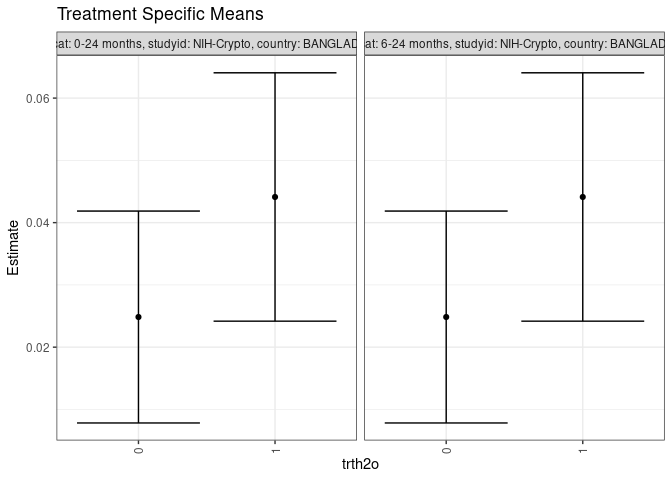 Treatment Specific Means
cat: 0-24 months, studyid: NIH-Crypto, country: BANGLAD
at: 6-24 months, studyid: NIH-Crypto, country: BANGLAD
0.06
0.04
0.02
Estimate
0
1
0
1
trth2o